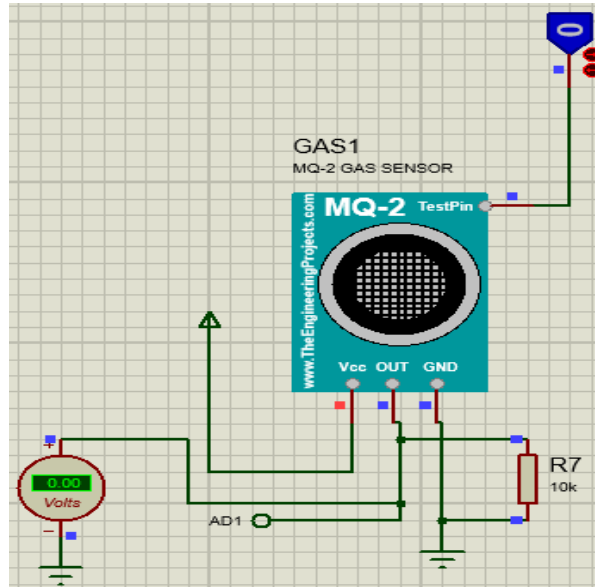 0
GAS1
MQ-2 GAS SENSOR
www.TheEngineeringProjects.com
MQ-2
TestPin
Vcc OUT GND
+
0.00
Volts
−
AD1
R7
10k